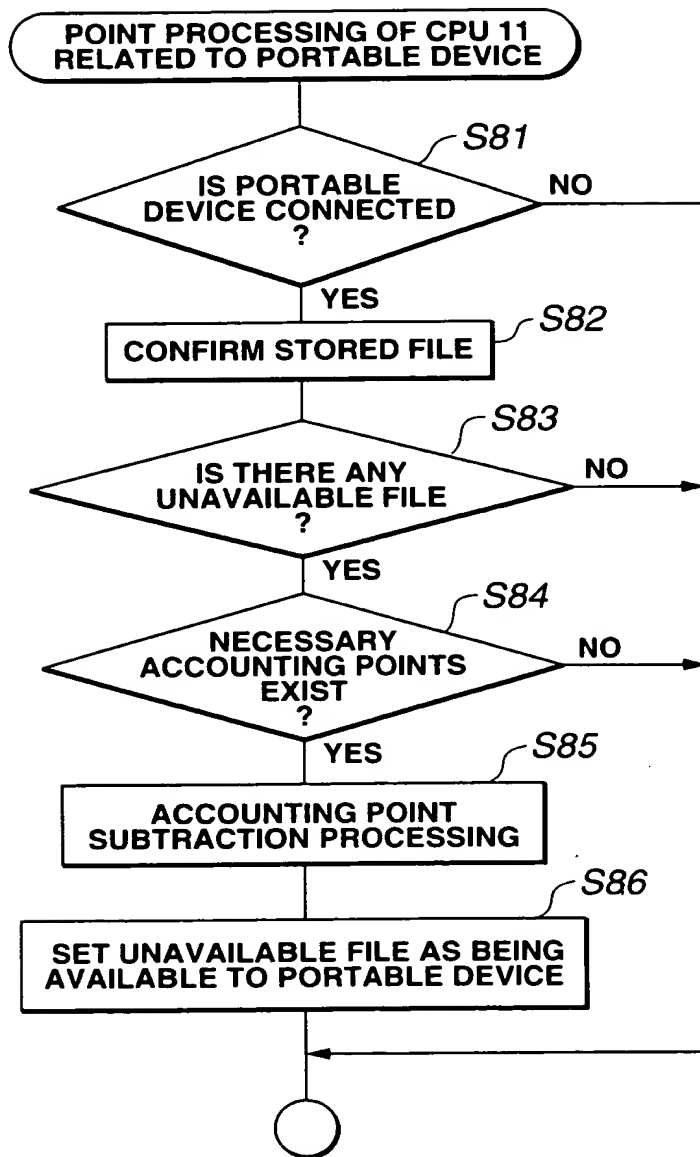 POINT PROCESSING OF CPU 11
RELATED TO PORTABLE DEVICE
S81
IS PORTABLE
DEVICE CONNECTED
?
NO
YES
S82
CONFIRM STORED FILE
S83
IS THERE ANY
UNAVAILABLE FILE
?
NO
YES
S84
NECESSARY
ACCOUNTING POINTS
EXIST
?
NO
YES
S85
ACCOUNTING POINT
SUBTRACTION PROCESSING
S86
SET UNAVAILABLE FILE AS BEING
AVAILABLE TO PORTABLE DEVICE